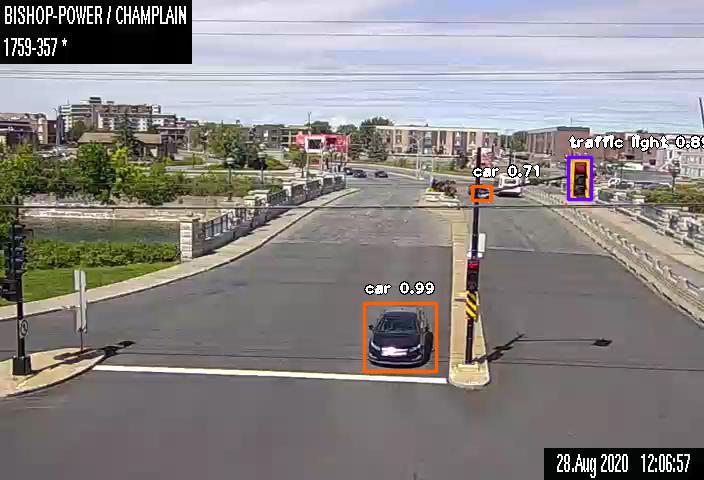 BISHOP-POWER / CHAMPLAIN
1759-357 *
traffic light 0.89
car 0.71
car 0.99
28.Aug 2020 12:06:57